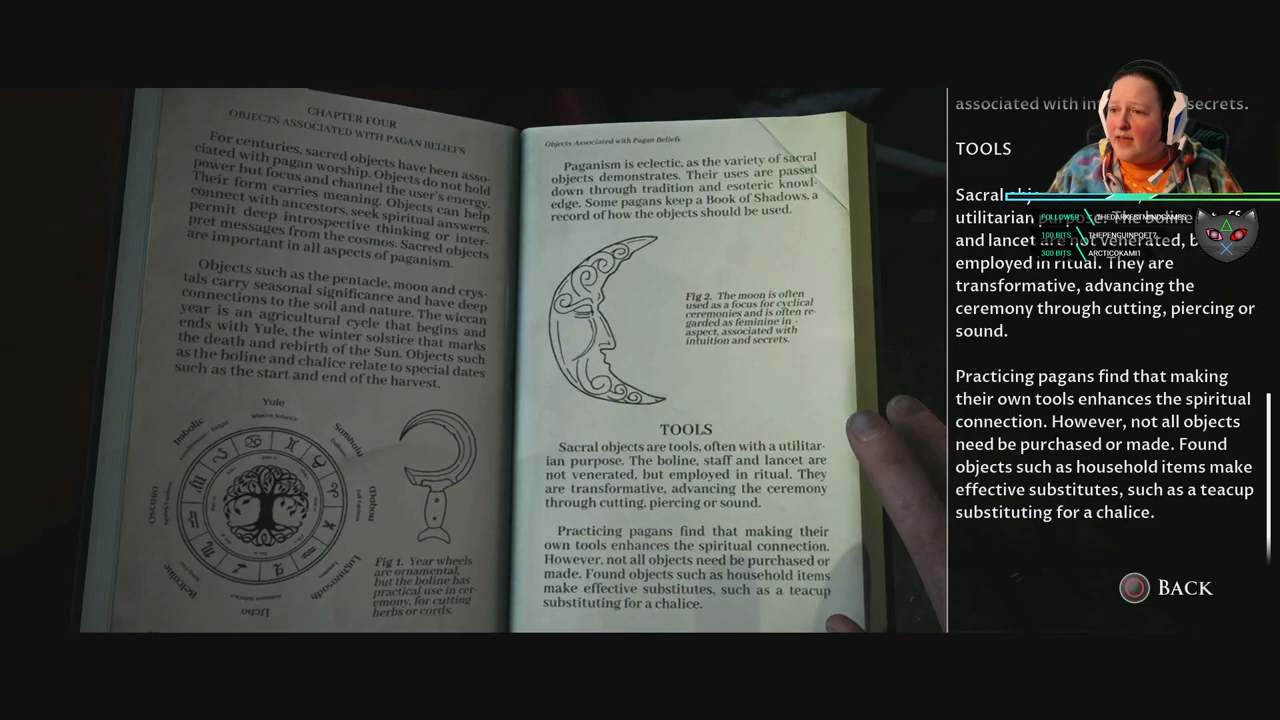 CHAPTER FOUR
OBJECTS ASSOCIATED WITH PAGAN BELIEFS
For centuries, sacred objects have been asso-
ciated with pagan worship. Objects do not hold
power but focus and channel the user's energy.
Their form carries meaning. Objects can help
connect with ancestors, seek spiritual answers,
permit deep introspective thinking or inter-
pret messages from the cosmos. Sacred objects
are important in all aspects of paganism.
Objects such as the pentacle, moon and crys-
tals carry seasonal significance and have deep
connections to the soil and nature. The wiccan
year is an agricultural cycle that begins and
ends with Yule, the winter solstice that marks
the death and rebirth of the Sun. Objects such
as the boline and chalice relate to special dates
such as the start and end of the harvest.
Yule
Winter Solstice
Imbolic
Samhain
Mabon
Ostara
Litha
Fig 1. Year wheels
are ornamental,
but the boline has
practical use in cer-
emony, for cutting
herbs or cords.
Objects Associated with Pagan Beliefs
Paganism is eclectic, as the variety of sacral
objects demonstrates. Their uses are passed
down through tradition and esoteric knowl-
edge. Some pagans keep a Book of Shadows, a
record of how the objects should be used.
Fig 2. The moon is often
used as a focus for cyclical
ceremonies and is often re-
garded as feminine in -
aspect, associated with
intuition and secrets.
TOOLS
Sacral objects are tools, often with a utilitar-
ian purpose. The boline, staff and lancet are
not venerated, but employed in ritual. They
are transformative, advancing the ceremony
through cutting, piercing or sound.
Practicing pagans find that making their
own tools enhances the spiritual connection.
However, not all objects need be purchased or
made. Found objects such as household items
make effective substitutes, such as a teacup
substituting for a chalice.
associated with in secrets.
TOOLS
Sacral obje
utilitarian purpose. The boline
and lancet are not venerated, b
employed in ritual. They are
transformative, advancing the
ceremony through cutting, piercing or
sound.
Practicing pagans find that making
their own tools enhances the spiritual
connection. However, not all objects
need be purchased or made. Found
objects such as household items make
effective substitutes, such as a teacup
substituting for a chalice.
FOLLOWER
100 BITS THEPENGUINPOET7
300 BITS ARCTICOKAMI1
BACK